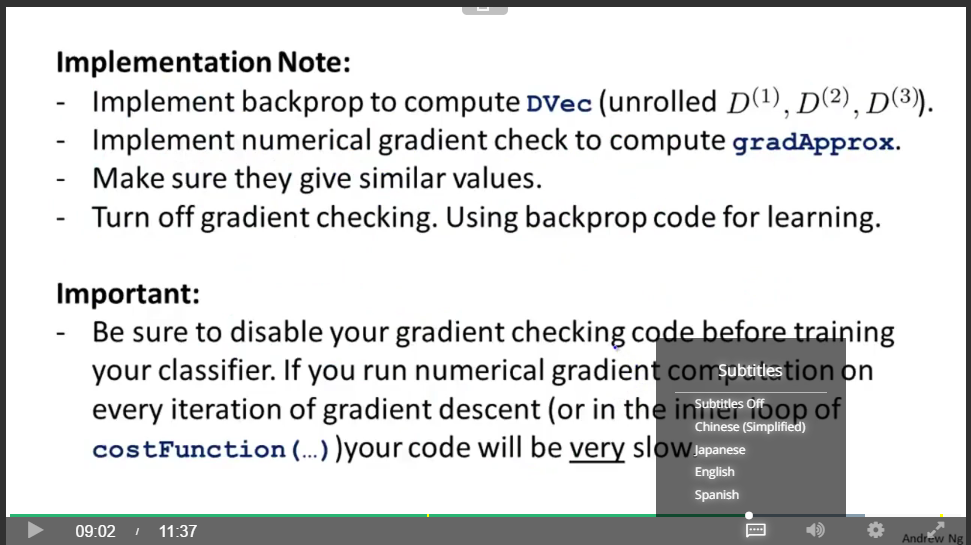 Implementation Note:
- Implement backprop to compute DVec (unrolled D^(1), D^(2), D^(3)).
- Implement numerical gradient check to compute gradApprox.
- Make sure they give similar values.
- Turn off gradient checking. Using backprop code for learning.
Important:
- Be sure to disable your gradient checking code before training
your classifier. If you run numerical gradient computation on
every iteration of gradient descent (or in the inner loop of
costFunction(…))your code will be very slow
Subtitles
Subtitles Off
Chinese (Simplified)
Japanese
English
Spanish
09:02 / 11:37
Andrew Ng